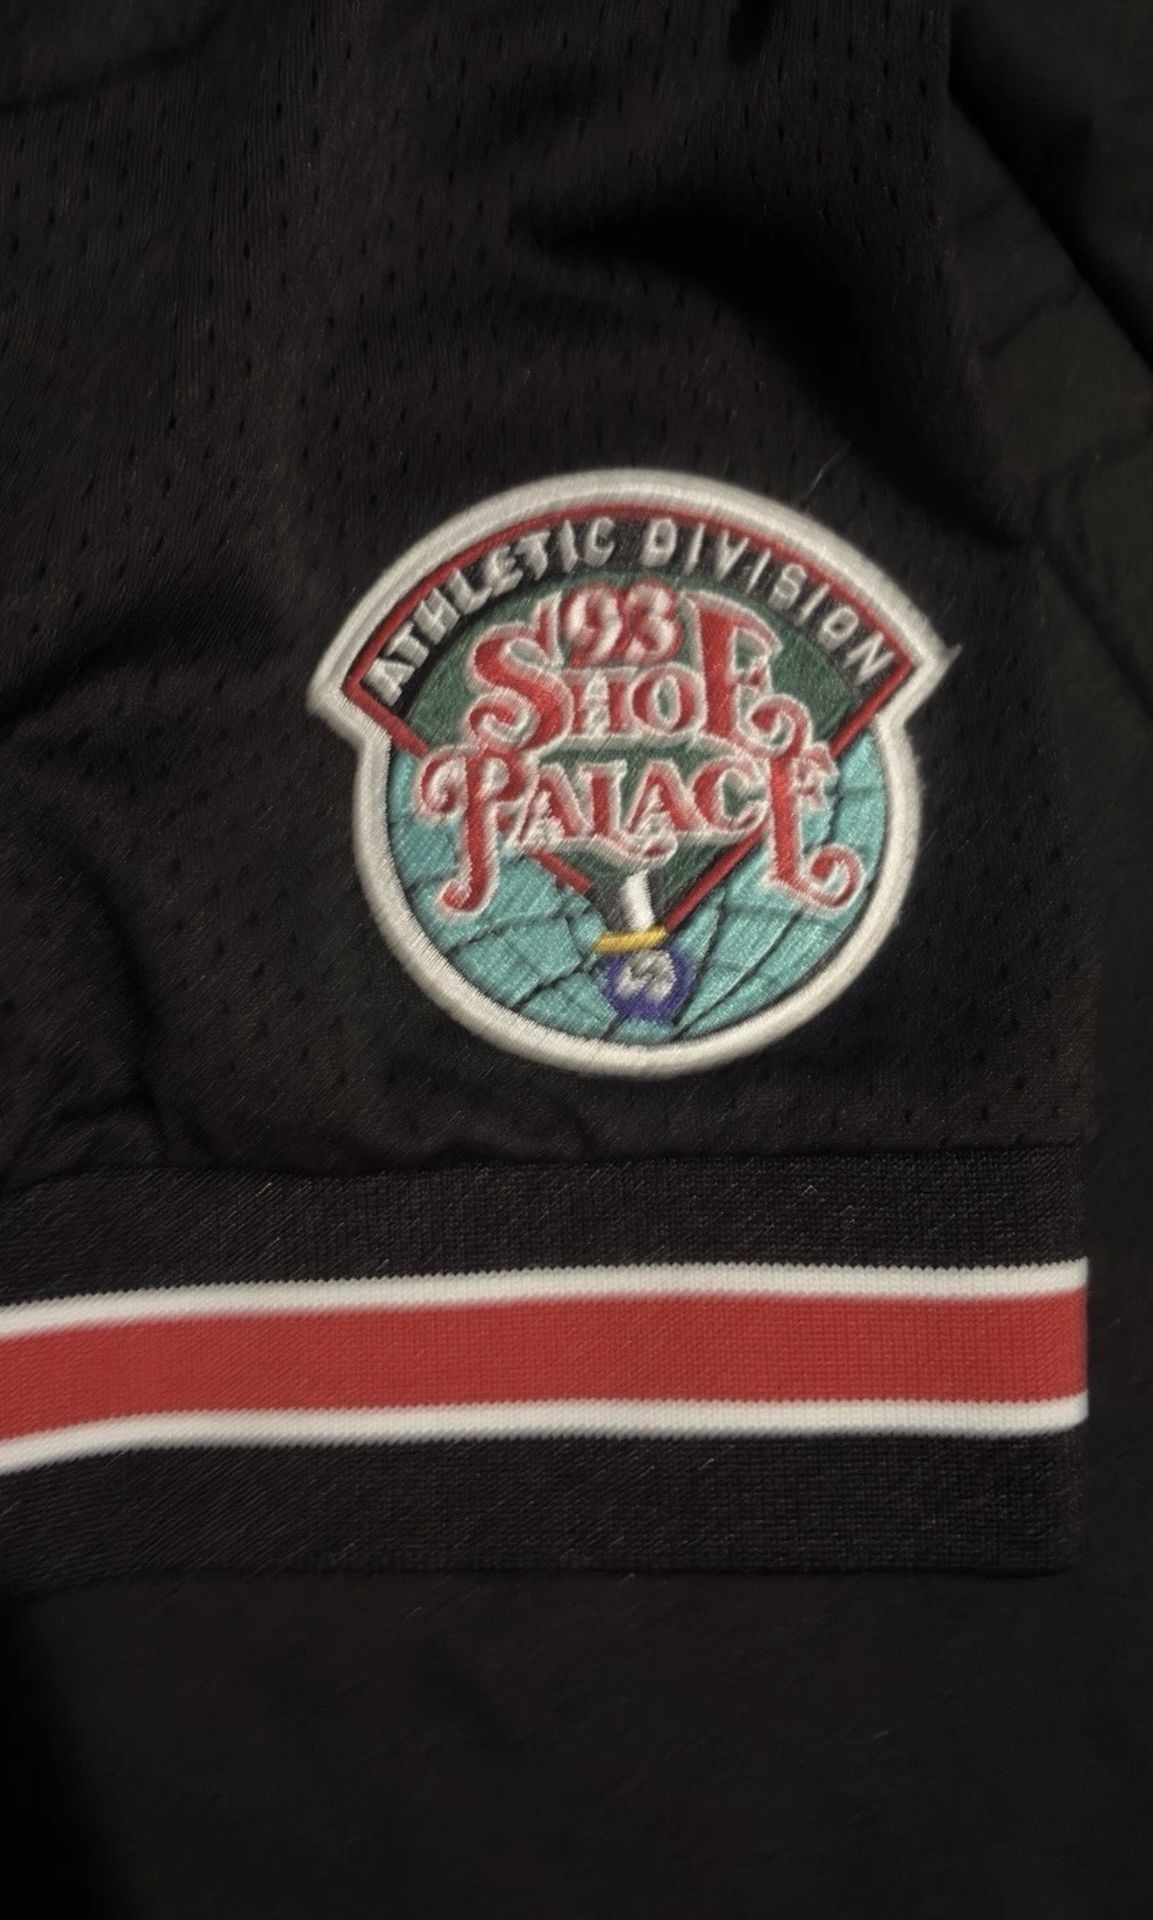 ATHLETIC DIVISION
'93
SHOE
PALACE